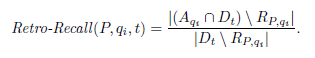 Retro-Recall(P, q_i, t) = |(A_{q_i} ∩ D_t) \ R_{P,q_i}| / |D_t \ R_{P,q_i}|.